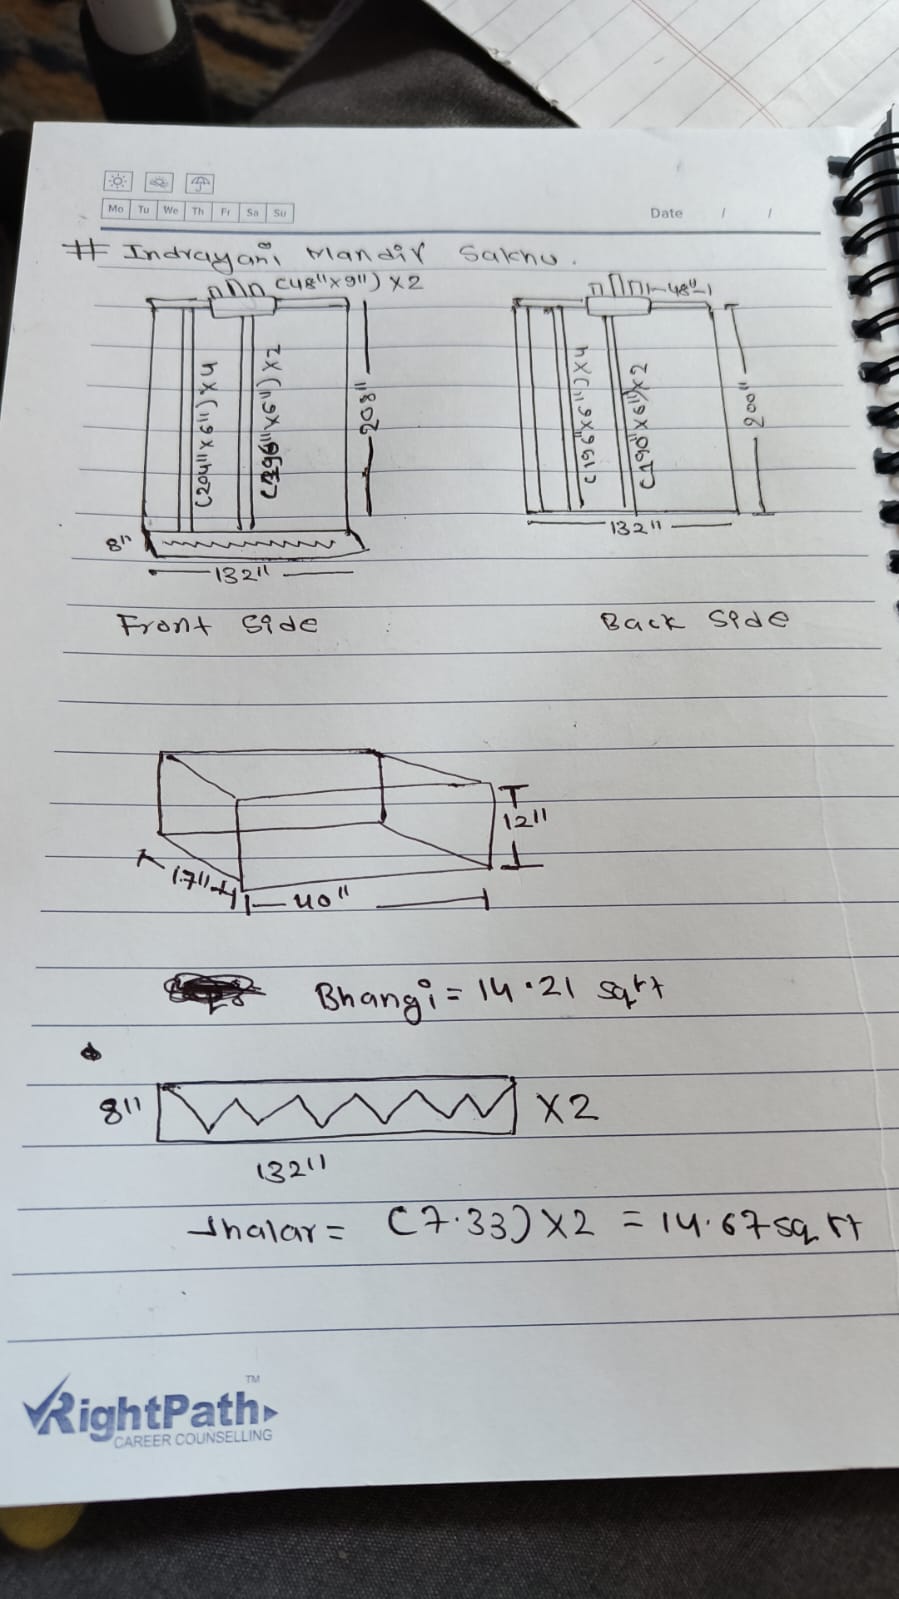 Mo Tu We Th Fr Sa Su
Date / /
# Indrayani Mandir Sakhu.
(48"x9") x2
48"
(204"x6") x4
(196"x6") x2
208"
(196"x6") x4
(190"x6") x2
200"
8"
132"
132"
Front Side
Back Side
12"
17"
40"
Bhangi = 14.21 sqft
8"
x2
132"
Jhalar = (7.33) x2 = 14.67 sq ft
RightPath TM
CAREER COUNSELLING